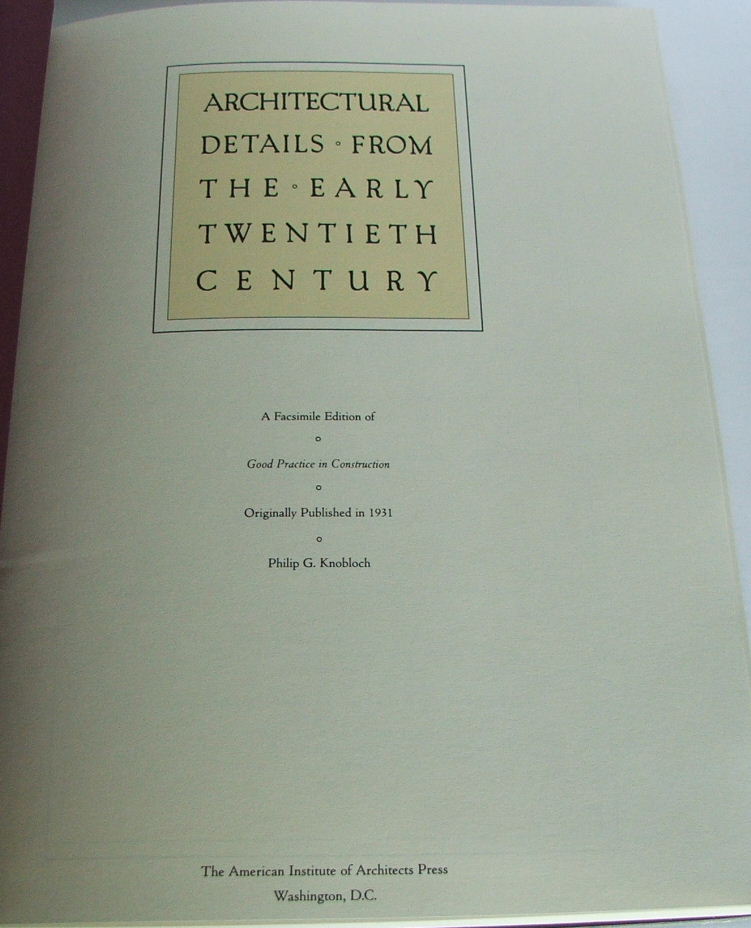 ARCHITECTURAL
DETAILS ∘ FROM
THE ∘ EARLY
TWENTIETH
CENTURY
A Facsimile Edition of
Good Practice in Construction
Originally Published in 1931
Philip G. Knobloch
The American Institute of Architects Press
Washington, D.C.